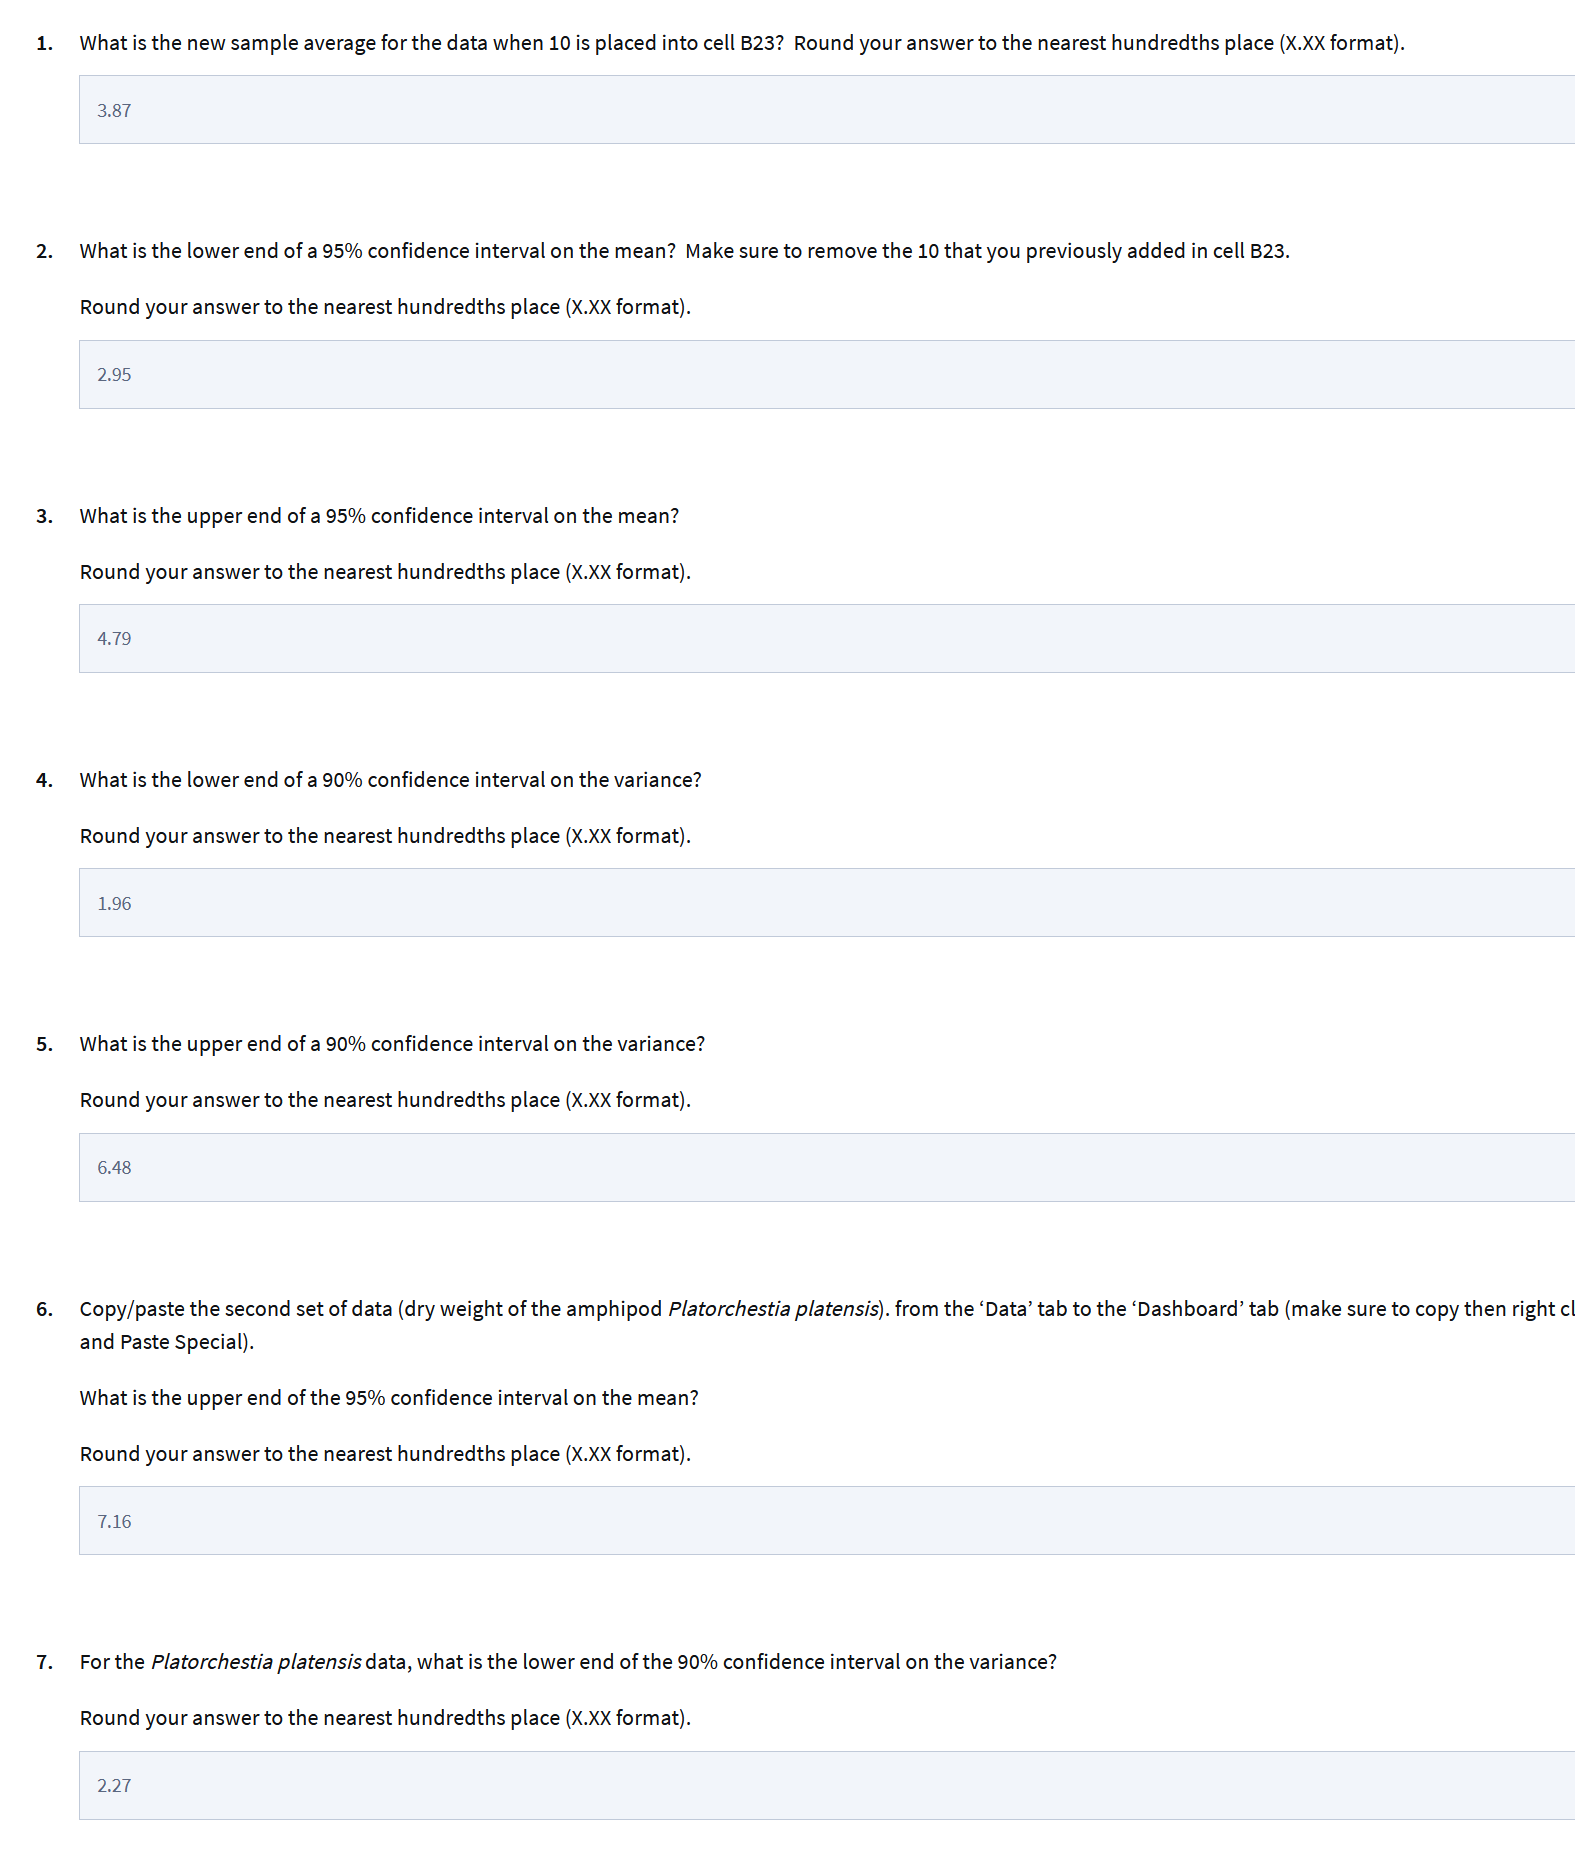 1. What is the new sample average for the data when 10 is placed into cell B23?  Round your answer to the nearest hundredths place (X.XX format).
3.87
2. What is the lower end of a 95% confidence interval on the mean?  Make sure to remove the 10 that you previously added in cell B23.
Round your answer to the nearest hundredths place (X.XX format).
2.95
3. What is the upper end of a 95% confidence interval on the mean?
Round your answer to the nearest hundredths place (X.XX format).
4.79
4. What is the lower end of a 90% confidence interval on the variance?
Round your answer to the nearest hundredths place (X.XX format).
1.96
5. What is the upper end of a 90% confidence interval on the variance?
Round your answer to the nearest hundredths place (X.XX format).
6.48
6. Copy/paste the second set of data (dry weight of the amphipod Platorchestia platensis). from the ‘Data’ tab to the ‘Dashboard’ tab (make sure to copy then right cl
and Paste Special).
What is the upper end of the 95% confidence interval on the mean?
Round your answer to the nearest hundredths place (X.XX format).
7.16
7. For the Platorchestia platensis data, what is the lower end of the 90% confidence interval on the variance?
Round your answer to the nearest hundredths place (X.XX format).
2.27